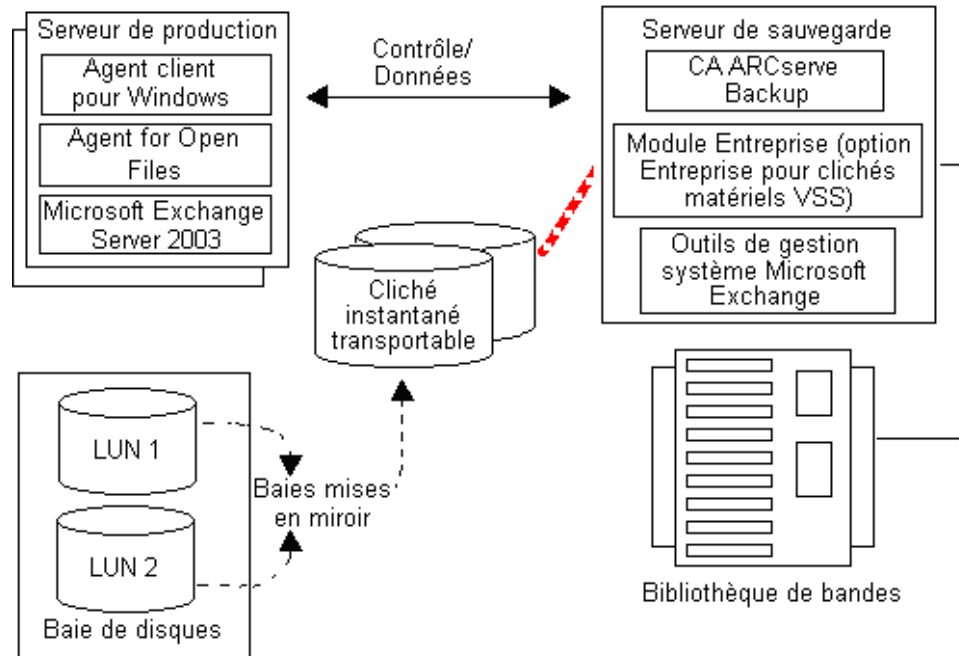 Serveur de production
Agent client
pour Windows
Agent for Open
Files
Microsoft Exchange
Server 2003
Contrôle/
Données
Serveur de sauvegarde
CA ARCserve
Backup
Module Entreprise (option
Entreprise pour clichés
matériels VSS)
Outils de gestion
système Microsoft
Exchange
Cliché
instantané
transportable
LUN 1
LUN 2
Baie de disques
Baies mises
en miroir
Bibliothèque de bandes